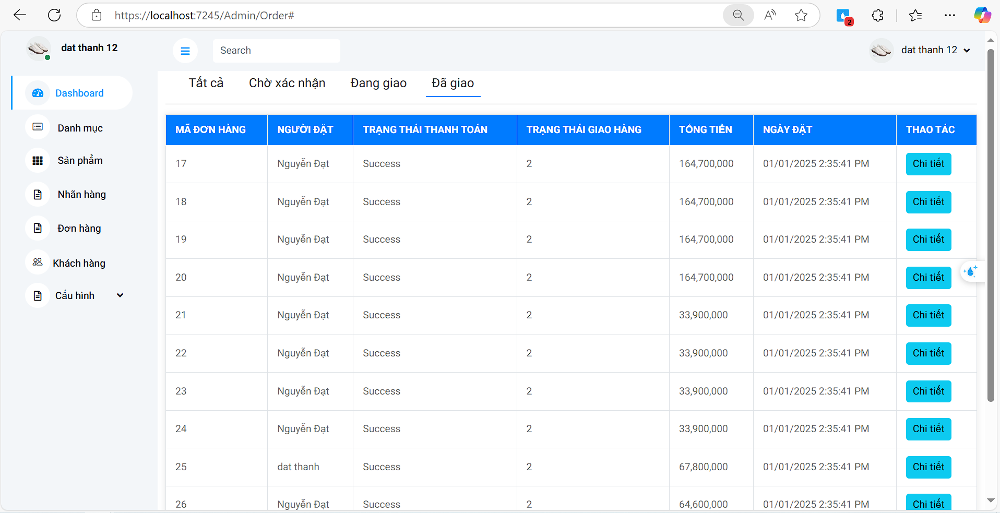 https://localhost:7245/Admin/Order#
2
dat thanh 12
Search
dat thanh 12
Dashboard
Danh mục
Sản phẩm
Nhãn hàng
Đơn hàng
Khách hàng
Cấu hình
Tất cả Chờ xác nhận Đang giao Đã giao
MÃ ĐƠN HÀNG NGƯỜI ĐẶT TRẠNG THÁI THANH TOÁN TRẠNG THÁI GIAO HÀNG TỔNG TIỀN NGÀY ĐẶT THAO TÁC
17 Nguyễn Đạt Success 2 164,700,000 01/01/2025 2:35:41 PM Chi tiết
18 Nguyễn Đạt Success 2 164,700,000 01/01/2025 2:35:41 PM Chi tiết
19 Nguyễn Đạt Success 2 164,700,000 01/01/2025 2:35:41 PM Chi tiết
20 Nguyễn Đạt Success 2 164,700,000 01/01/2025 2:35:41 PM Chi tiết
21 Nguyễn Đạt Success 2 33,900,000 01/01/2025 2:35:41 PM Chi tiết
22 Nguyễn Đạt Success 2 33,900,000 01/01/2025 2:35:41 PM Chi tiết
23 Nguyễn Đạt Success 2 33,900,000 01/01/2025 2:35:41 PM Chi tiết
24 Nguyễn Đạt Success 2 33,900,000 01/01/2025 2:35:41 PM Chi tiết
25 dat thanh Success 2 67,800,000 01/01/2025 2:35:41 PM Chi tiết
26 Nguyễn Đạt Success 2 64,600,000 01/01/2025 2:35:41 PM Chi tiết